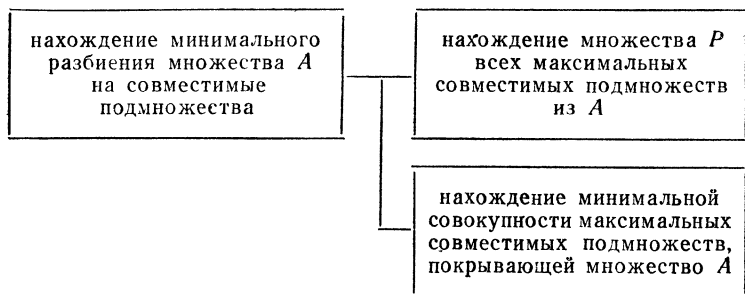 нахождение минимального
разбиения множества А
на совместимые
подмножества
нахождение множества Р
всех максимальных
совместимых подмножеств
из А
нахождение минимальной
совокупности максимальных
совместимых подмножеств,
покрывающей множество А